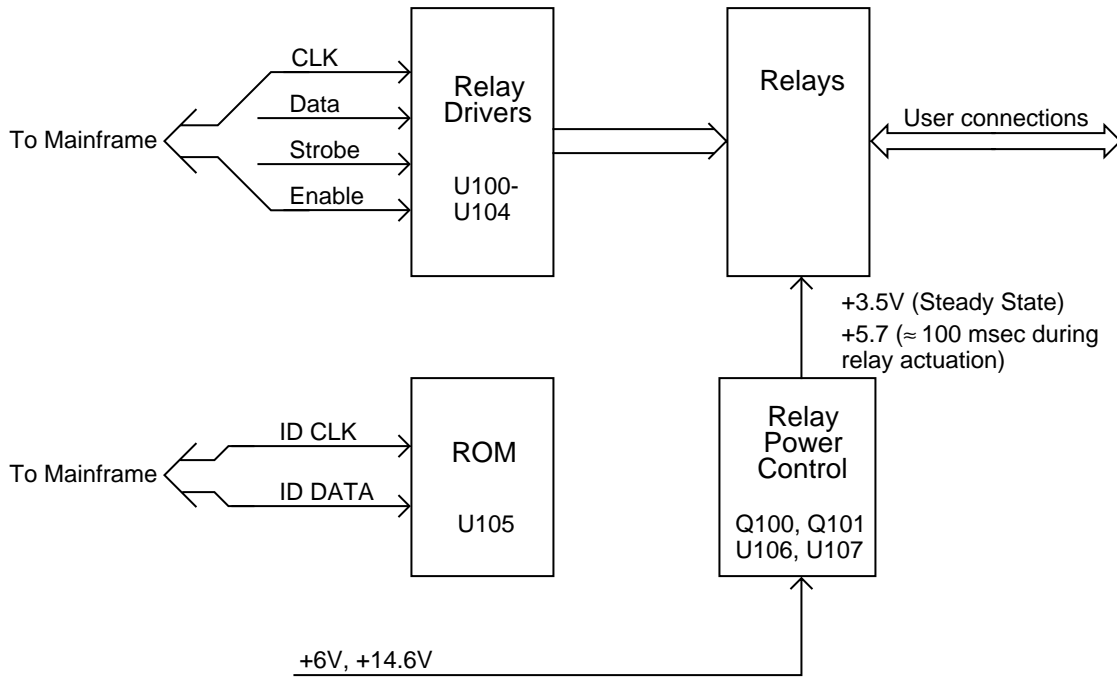 CLK
Data
Strobe
Enable
To Mainframe
Relay
Drivers
U100-
U104
Relays
User connections
+3.5V (Steady State)
+5.7 (≈ 100 msec during
relay actuation)
To Mainframe
ID CLK
ID DATA
ROM
U105
Relay
Power
Control
Q100, Q101
U106, U107
+6V, +14.6V